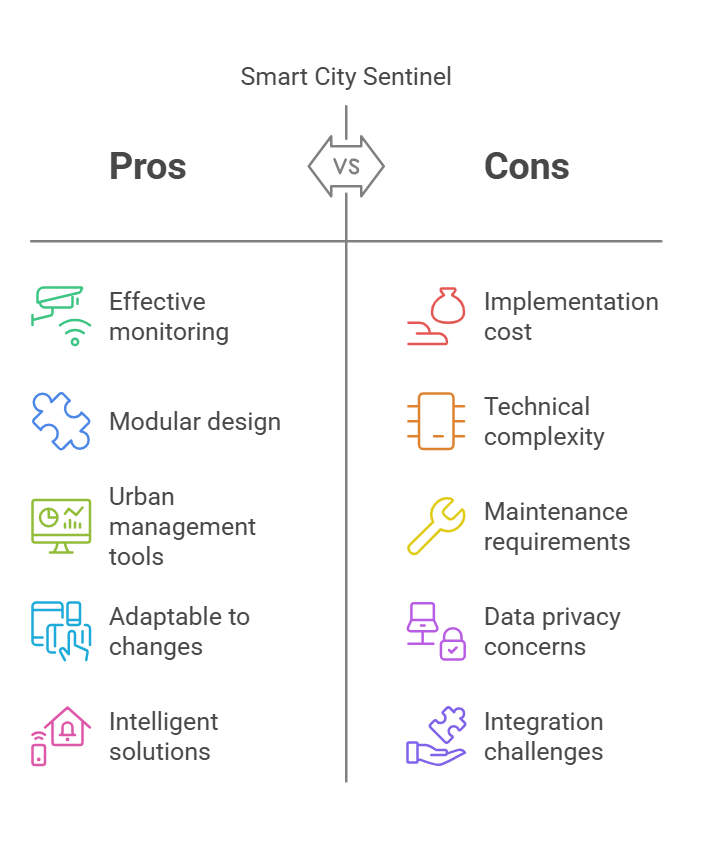 Smart City Sentinel
Pros
VS
Cons
Effective
monitoring
Modular design
Urban
management
tools
Adaptable to
changes
Intelligent
solutions
Implementation
cost
Technical
complexity
Maintenance
requirements
Data privacy
concerns
Integration
challenges